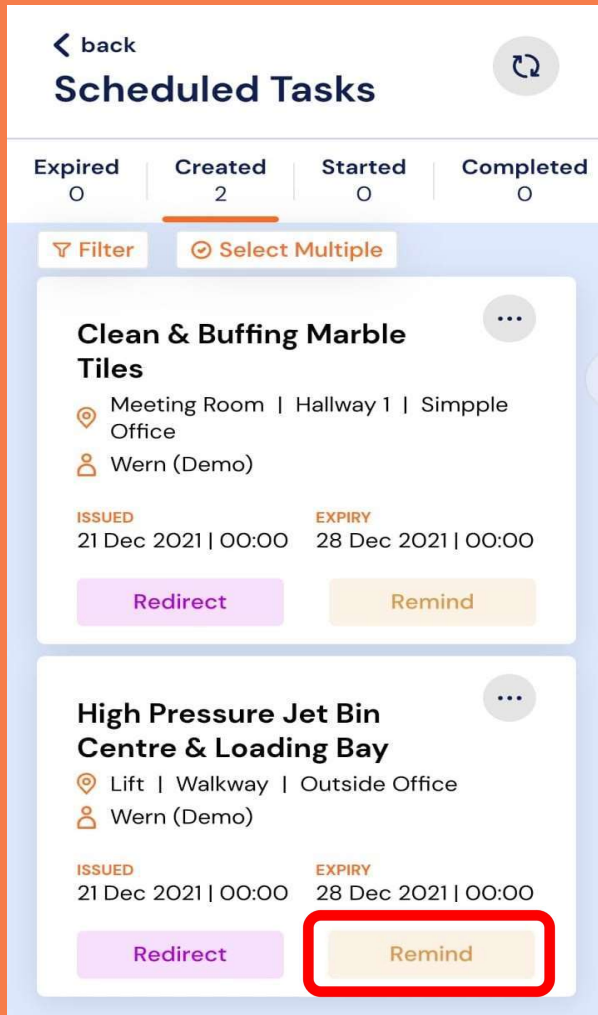 back
Scheduled Tasks
Expired Created Started Completed
0 2 0 0
Filter Select Multiple
Clean & Buffing Marble
Tiles
Meeting Room | Hallway 1 | Simpple
Office
Wern (Demo)
ISSUED EXPIRY
21 Dec 2021 | 00:00 28 Dec 2021 | 00:00
Redirect Remind
High Pressure Jet Bin
Centre & Loading Bay
Lift | Walkway | Outside Office
Wern (Demo)
ISSUED EXPIRY
21 Dec 2021 | 00:00 28 Dec 2021 | 00:00
Redirect Remind